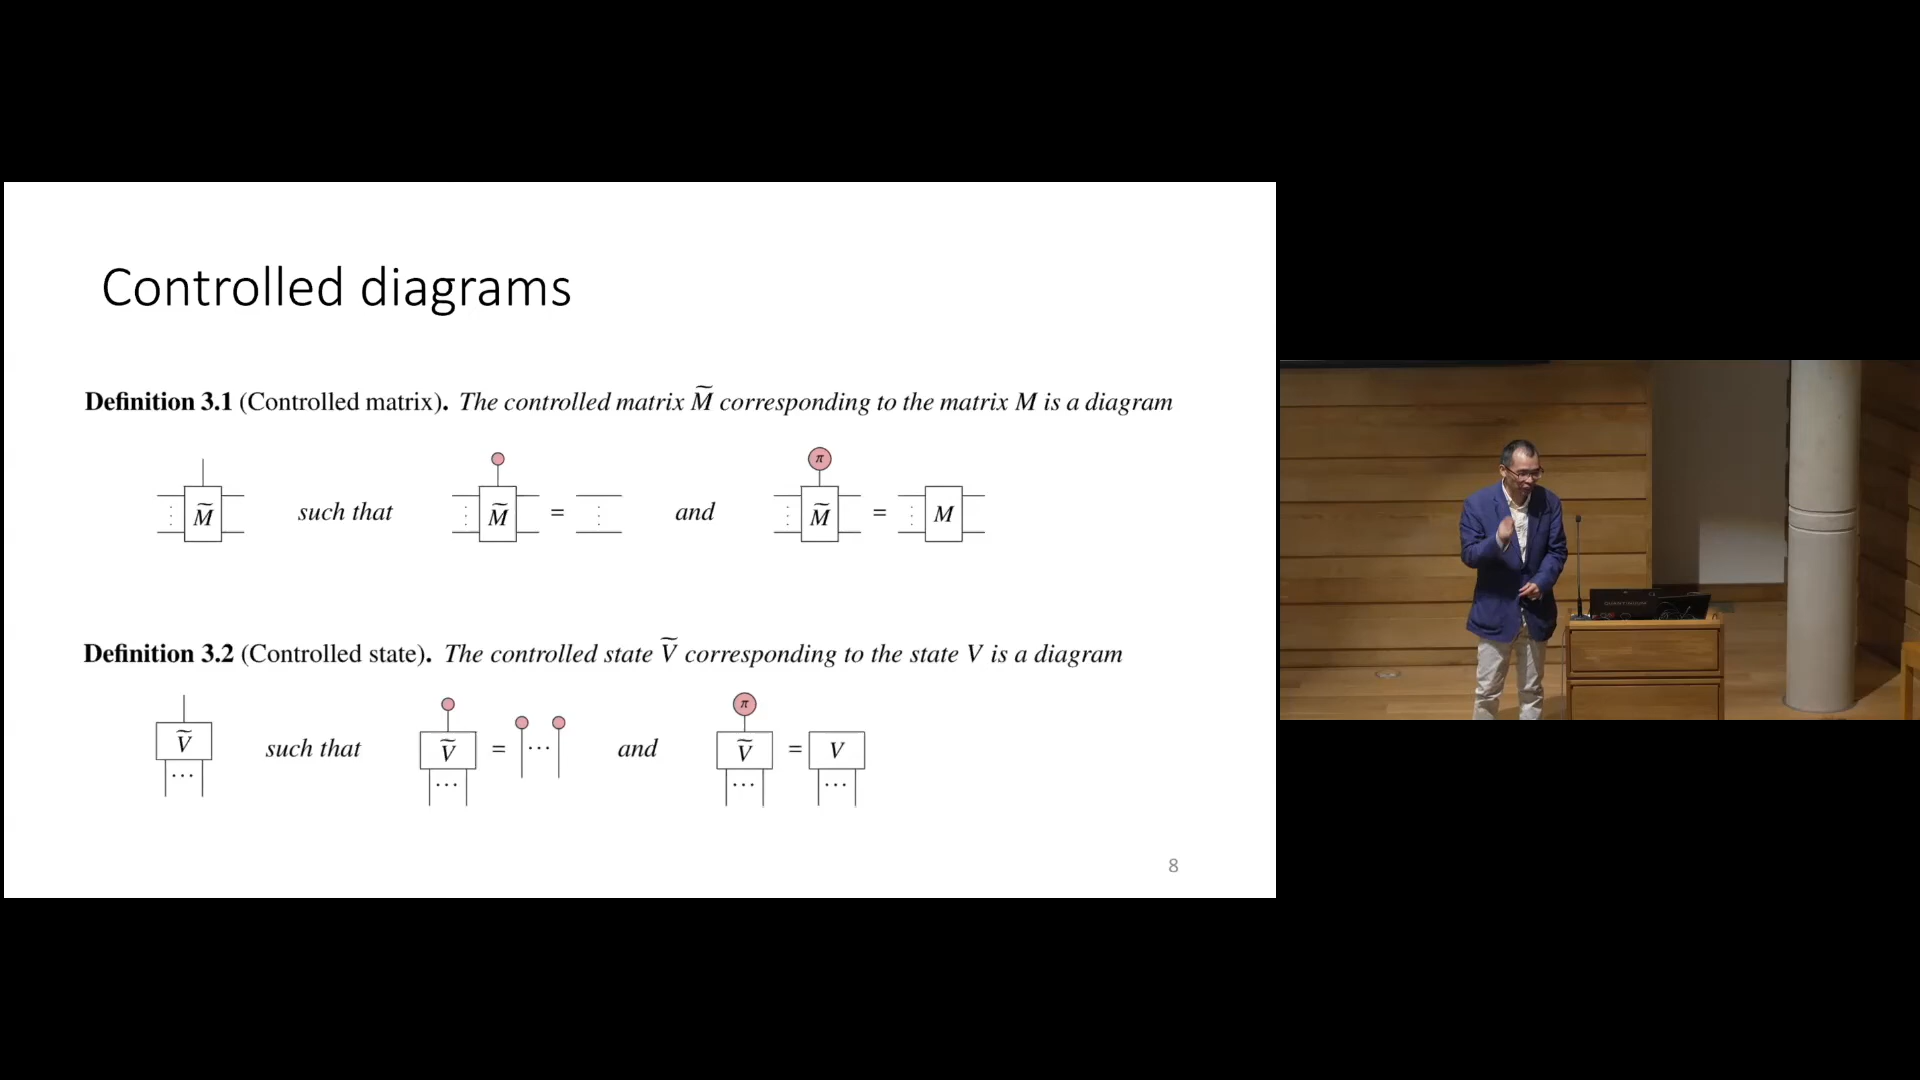 Controlled diagrams
Definition 3.1 (Controlled matrix). The controlled matrix M̃ corresponding to the matrix M is a diagram
π
M̃ such that M̃ = and M̃ = M
Definition 3.2 (Controlled state). The controlled state Ṽ corresponding to the state V is a diagram
π
Ṽ such that Ṽ = ... and Ṽ = V
... ... ... ...
8
QUANTINUUM